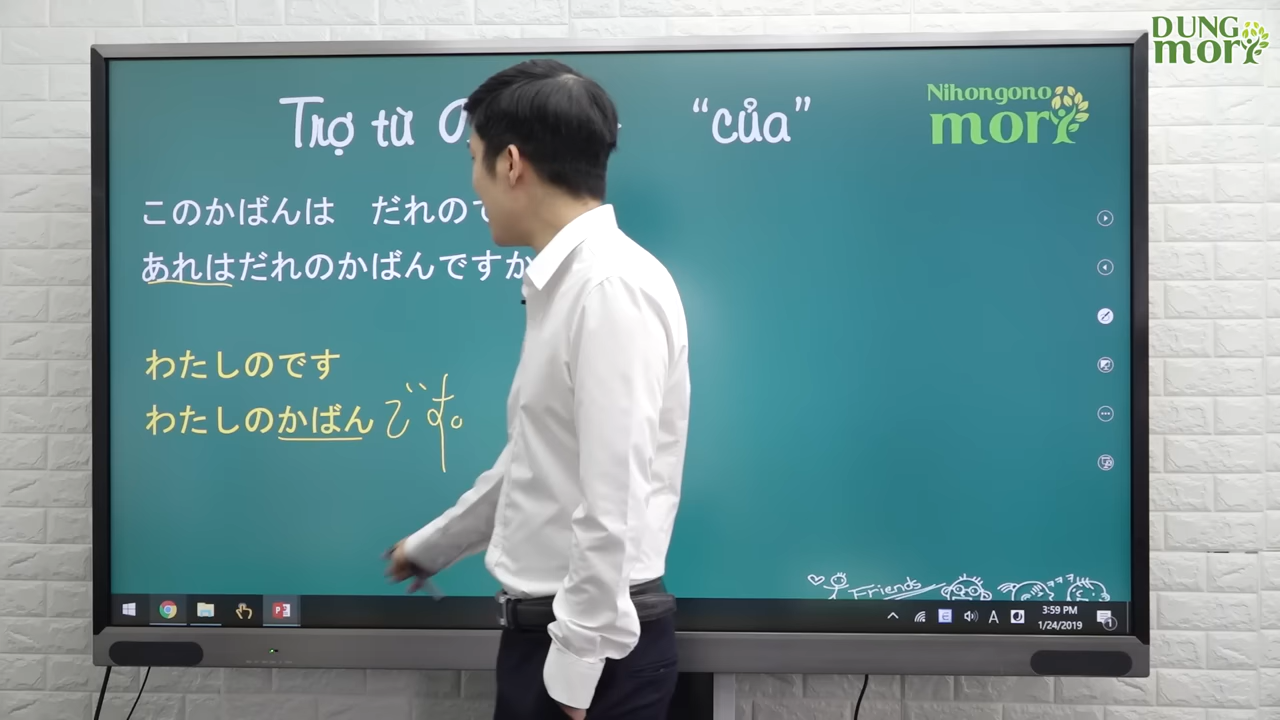 DUNG
mori
Nihongono
mori
Trợ từ の “của”
このかばんは　だれので
あれはだれのかばんですか
わたしのです
わたしのかばんです。
Friends
A
3:59 PM
1/24/2019
1